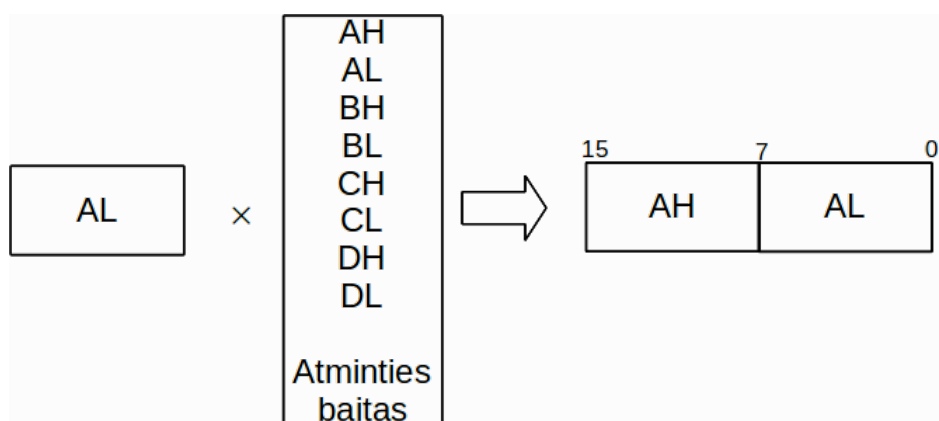 AL
×
AH
AL
BH
BL
CH
CL
DH
DL
Atminties
baitas
15 7 0
AH AL